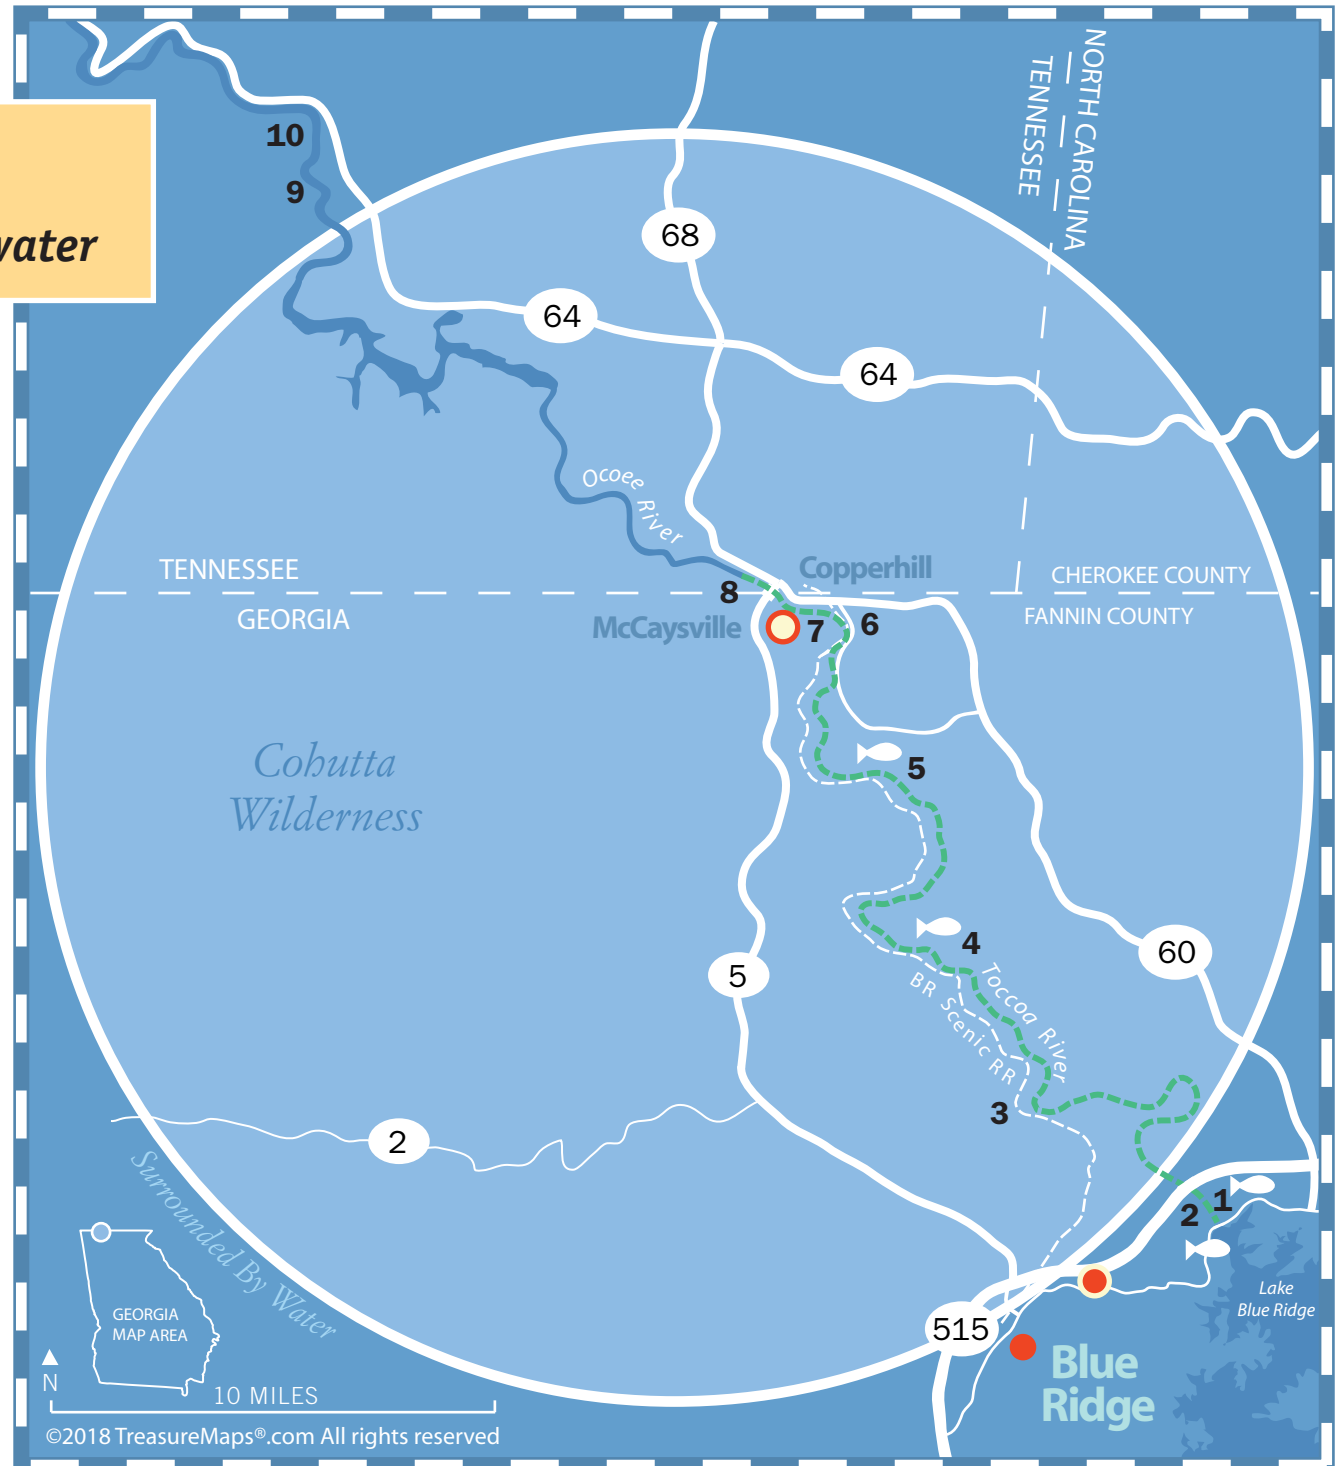 water
NORTH CAROLINA
TENNESSEE
10
9
68
64
64
Ocoee River
TENNESSEE
GEORGIA
Copperhill
CHEROKEE COUNTY
FANNIN COUNTY
8
McCaysville
7
6
Cohutta
Wilderness
5
4
5
60
Toccoa River
BR Scenic RR
3
2
Surrounded By Water
1
2
Lake
Blue Ridge
GEORGIA
MAP AREA
515
Blue
Ridge
N
10 MILES
©2018 TreasureMaps®.com All rights reserved